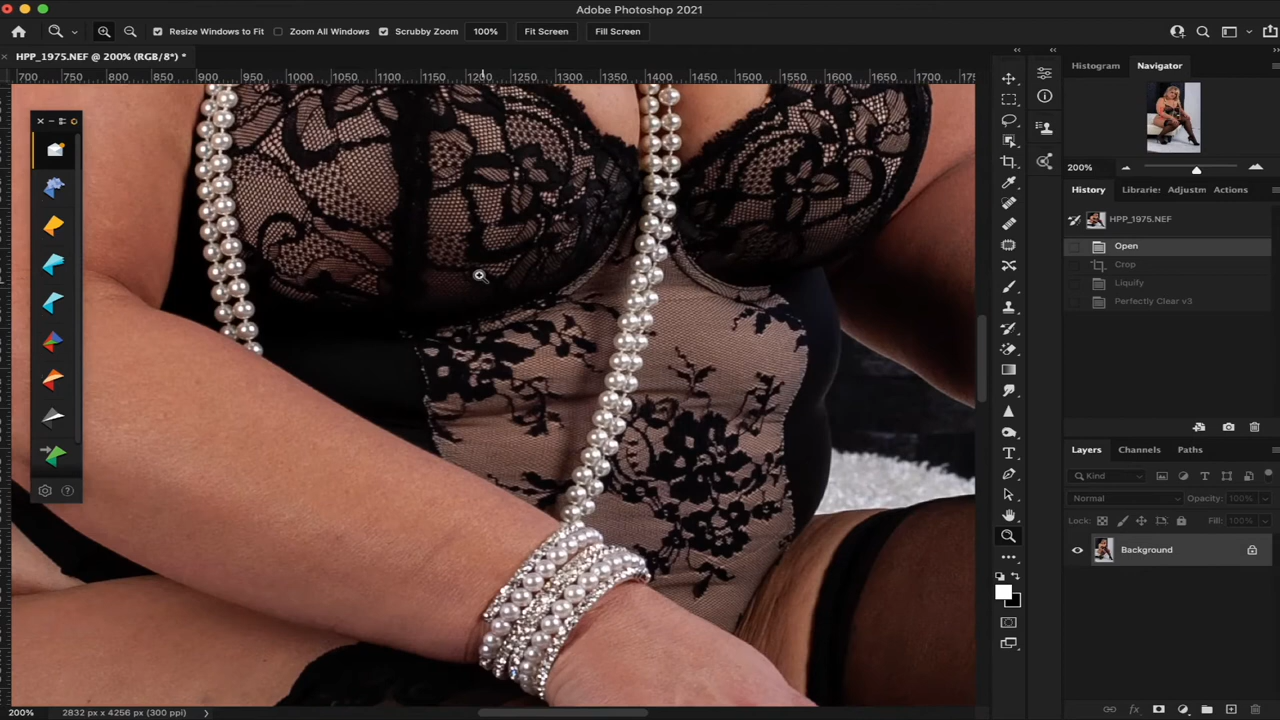 Adobe Photoshop 2021
Resize Windows to Fit Zoom All Windows Scrubby Zoom 100% Fit Screen Fill Screen
HPP_1975.NEF @ 200% (RGB/8*) *
700 750 800 850 900 950 1000 1050 1100 1150 1200 1250 1300 1350 1400 1450 1500 1550 1600 1650 1700 175
Histogram Navigator
200%
History Librarie: Adjustm Actions
HPP_1975.NEF
Open
Crop
Liquify
Perfectly Clear v3
Layers Channels Paths
Kind
Normal Opacity: 100%
Lock: Fill: 100%
Background
200% 2832 px x 4256 px (300 ppi)